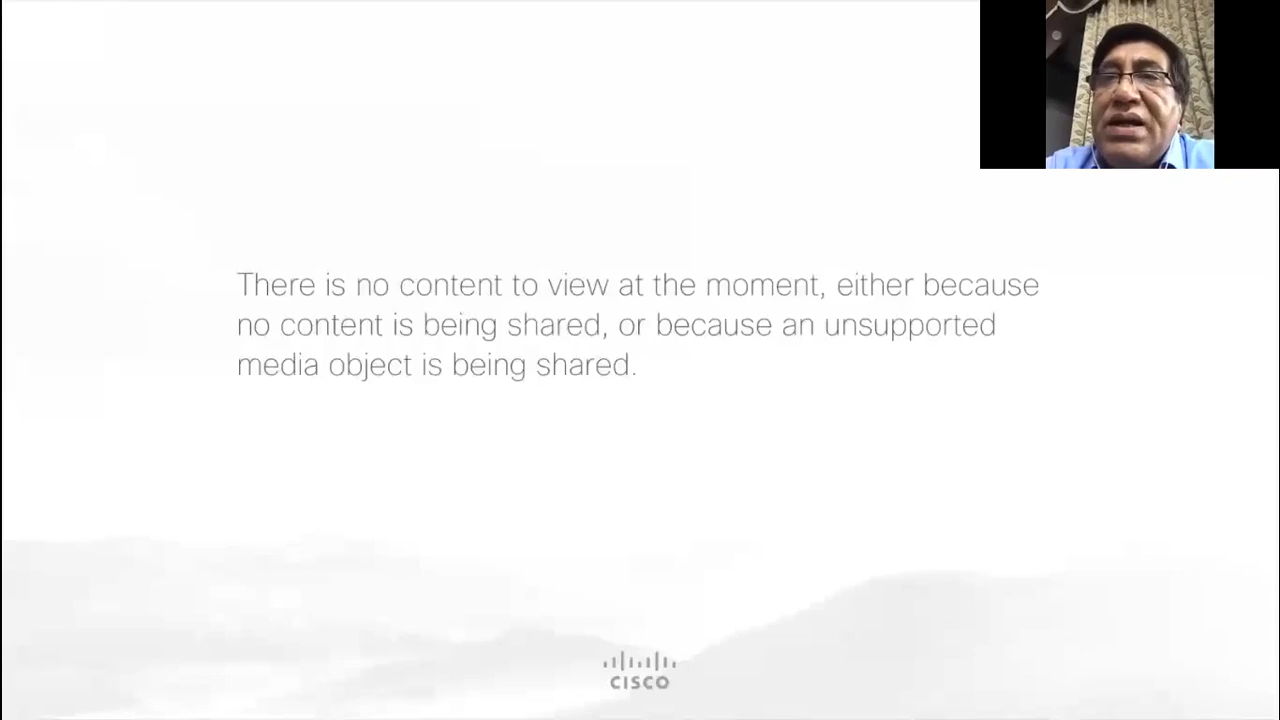 There is no content to view at the moment, either because
no content is being shared, or because an unsupported
media object is being shared.
CISCO